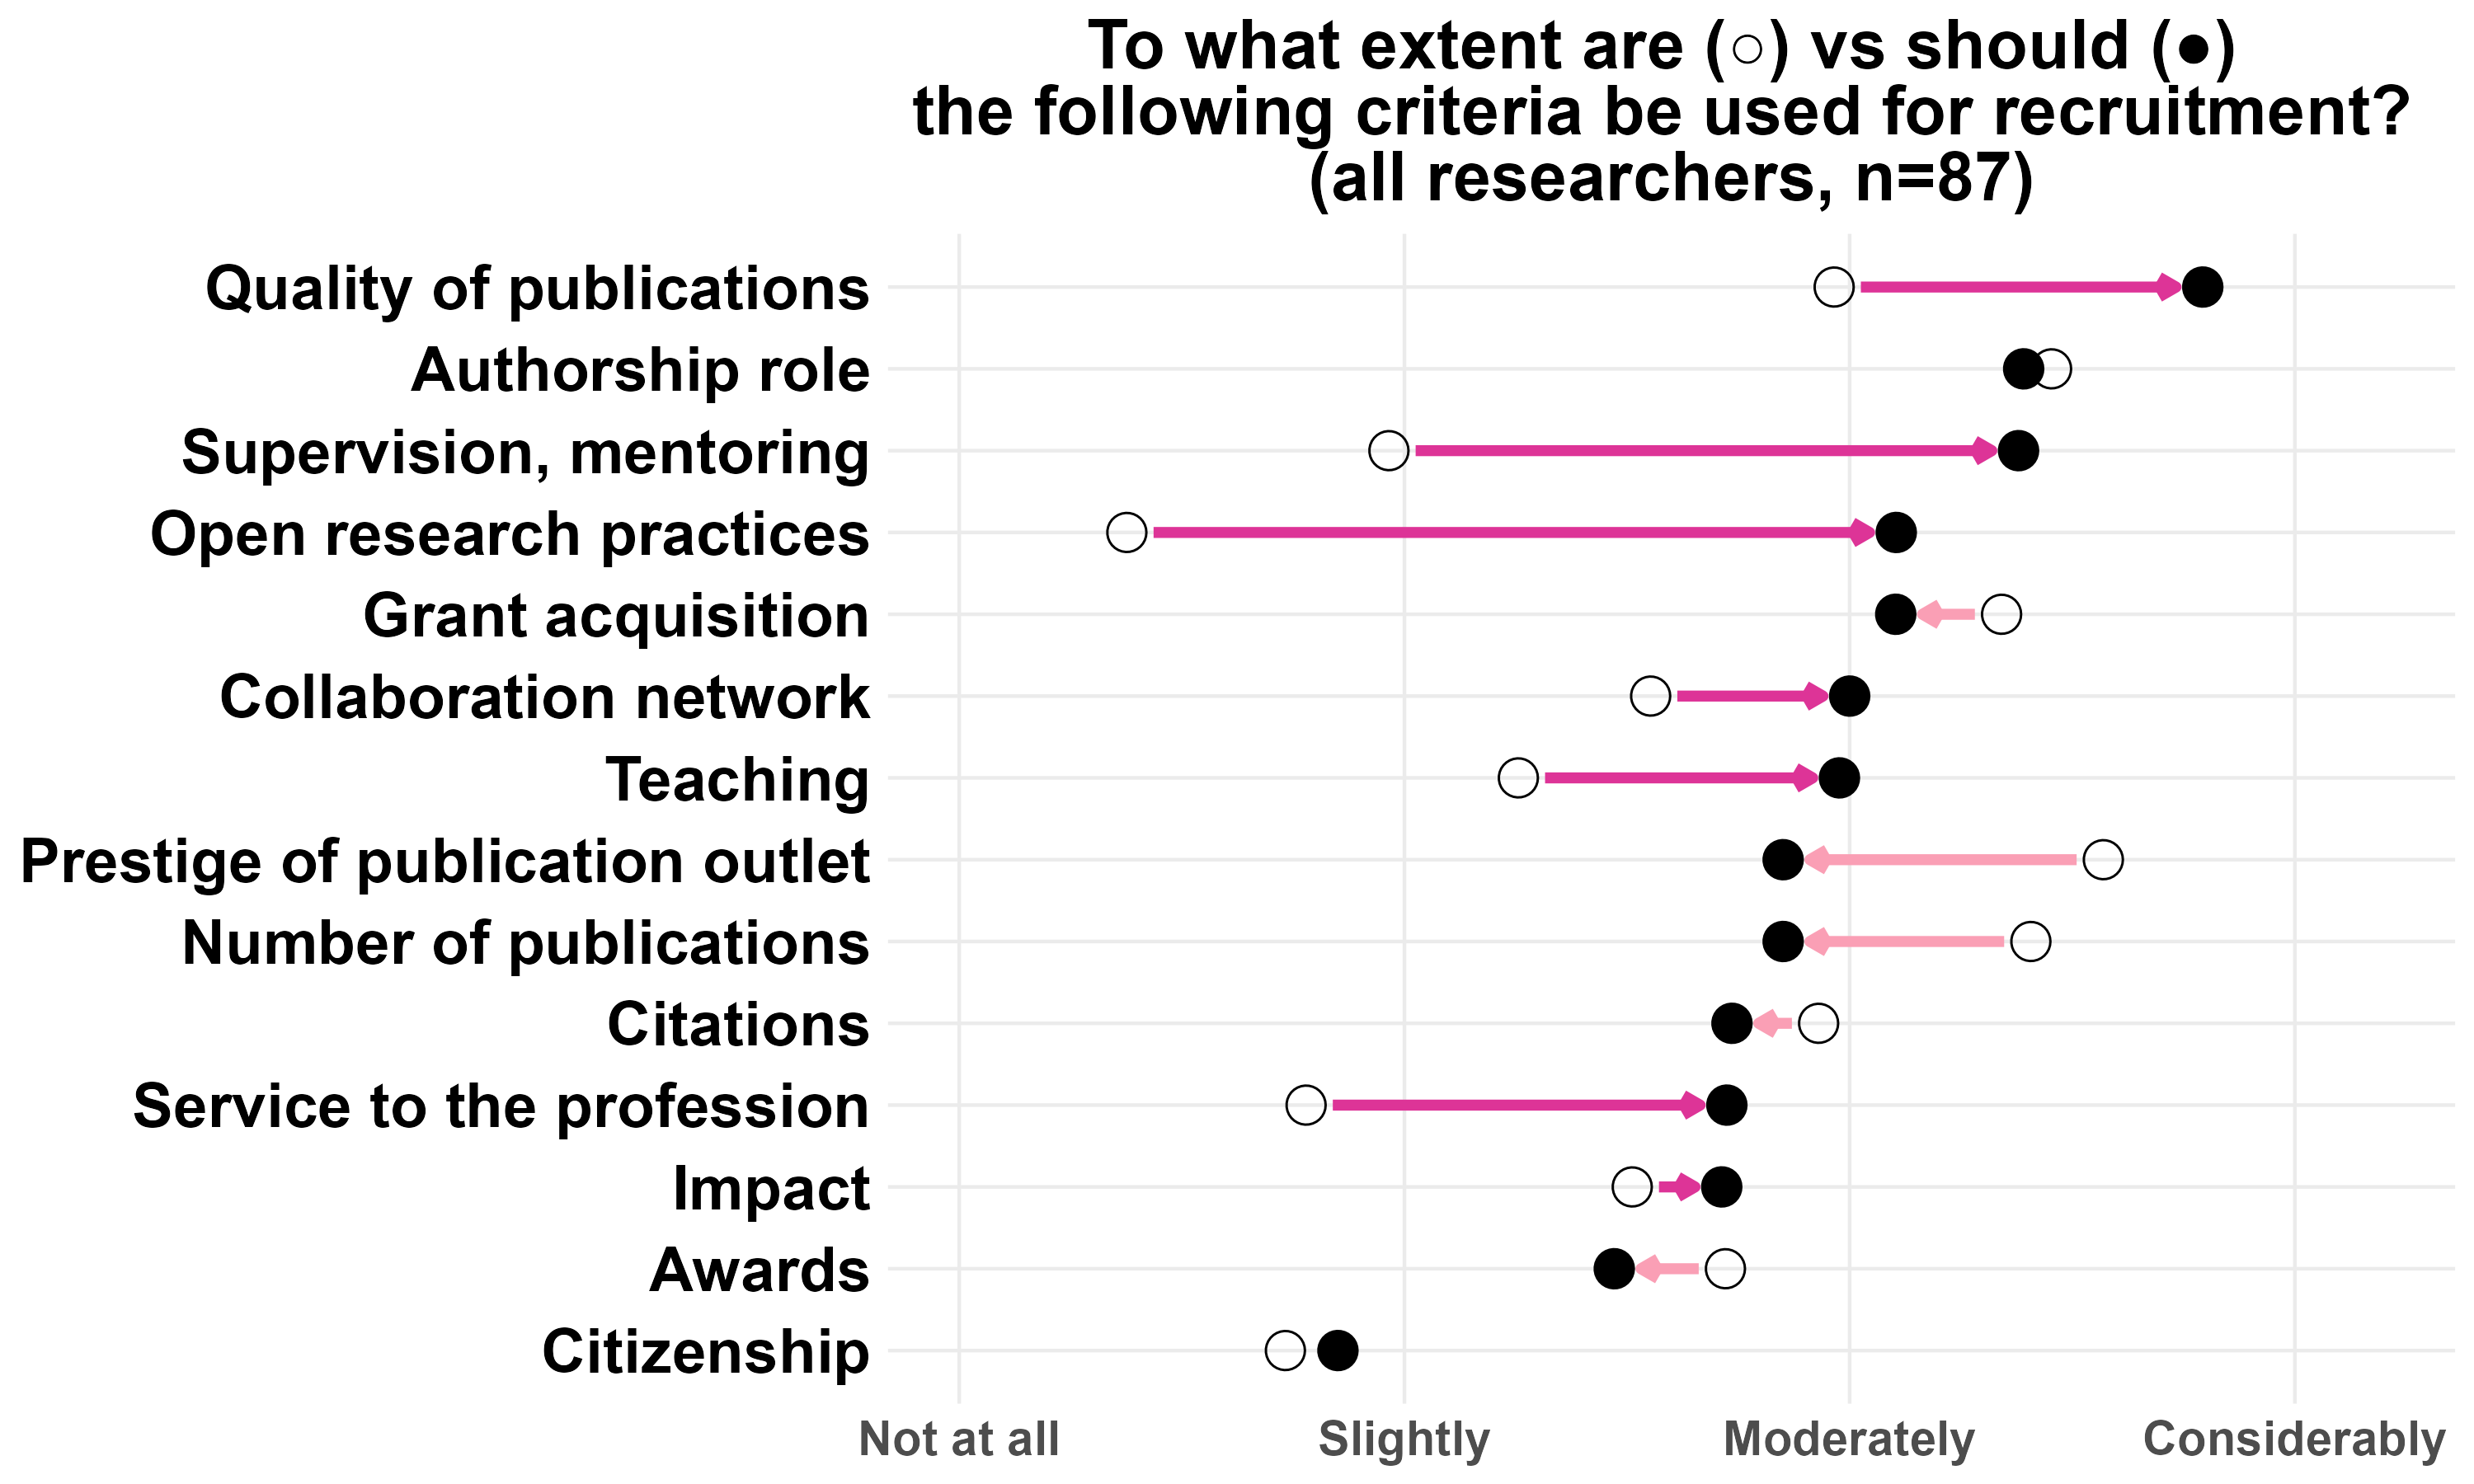 To what extent are (○) vs should (●)
the following criteria be used for recruitment?
(all researchers, n=87)
Quality of publications
Authorship role
Supervision, mentoring
Open research practices
Grant acquisition
Collaboration network
Teaching
Prestige of publication outlet
Number of publications
Citations
Service to the profession
Impact
Awards
Citizenship
Not at all
Slightly
Moderately
Considerably